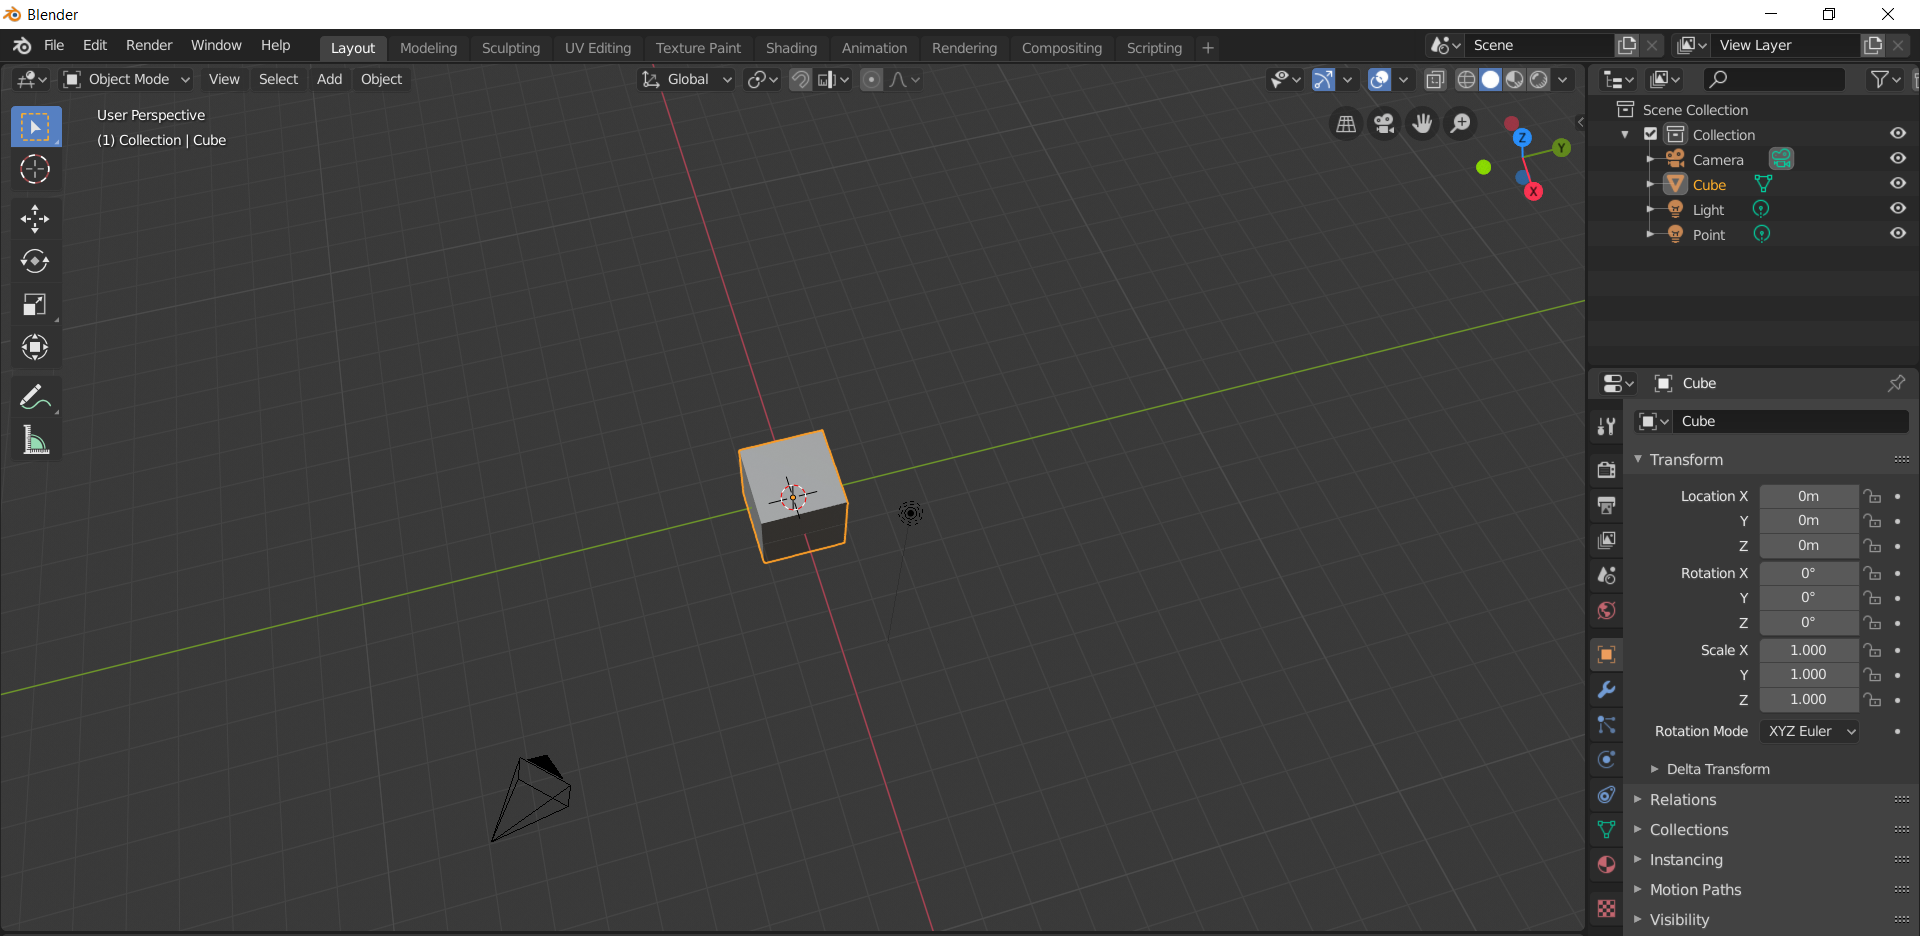 Blender
File Edit Render Window Help Layout Modeling Sculpting UV Editing Texture Paint Shading Animation Rendering Compositing Scripting + Scene View Layer
Object Mode View Select Add Object Global
User Perspective
(1) Collection | Cube
Z
Y
X
Scene Collection
Collection
Camera
Cube
Light
Point
Cube
Cube
Transform
Location X 0m
Y 0m
Z 0m
Rotation X 0°
Y 0°
Z 0°
Scale X 1.000
Y 1.000
Z 1.000
Rotation Mode XYZ Euler
Delta Transform
Relations
Collections
Instancing
Motion Paths
Visibility